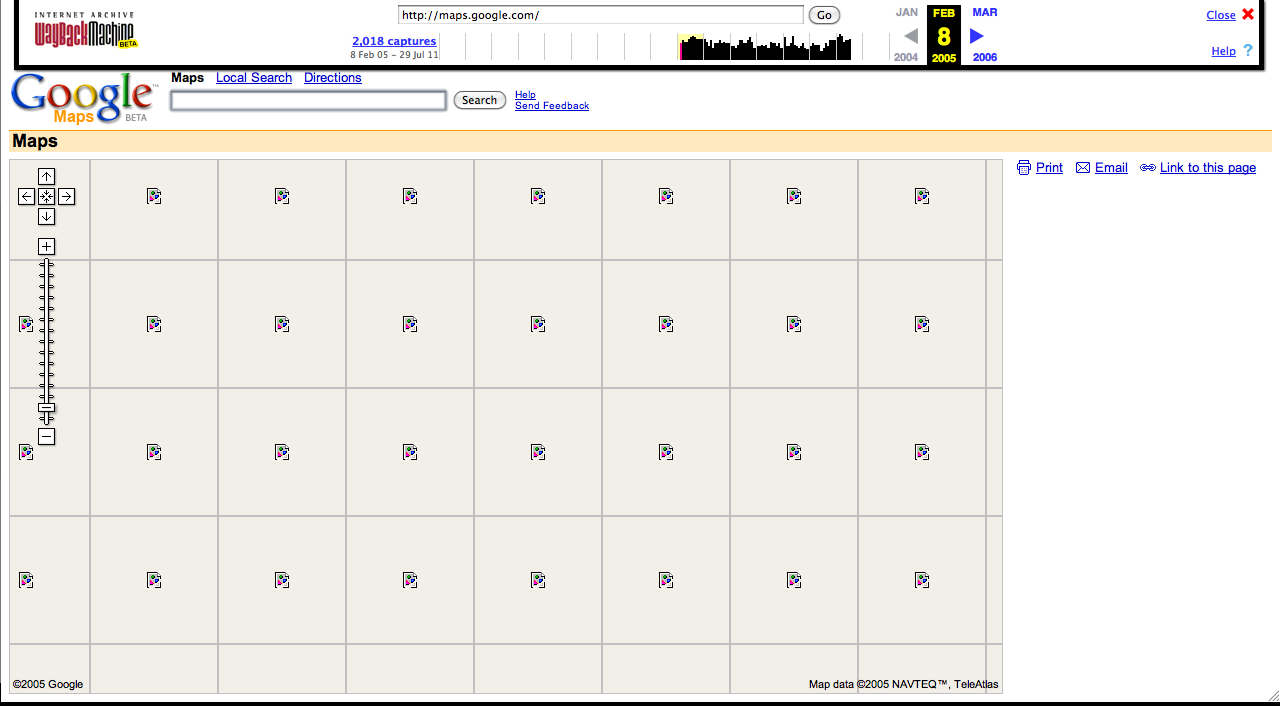 INTERNET ARCHIVE
WayBackMachine
BETA
http://maps.google.com/
Go
2,018 captures
8 Feb 05 – 29 Jul 11
JAN FEB MAR
8
2004 2005 2006
Close
Help ?
Google™
Maps BETA
Maps Local Search Directions
Search
Help
Send Feedback
Maps
Print Email Link to this page
©2005 Google
Map data ©2005 NAVTEQ™, TeleAtlas